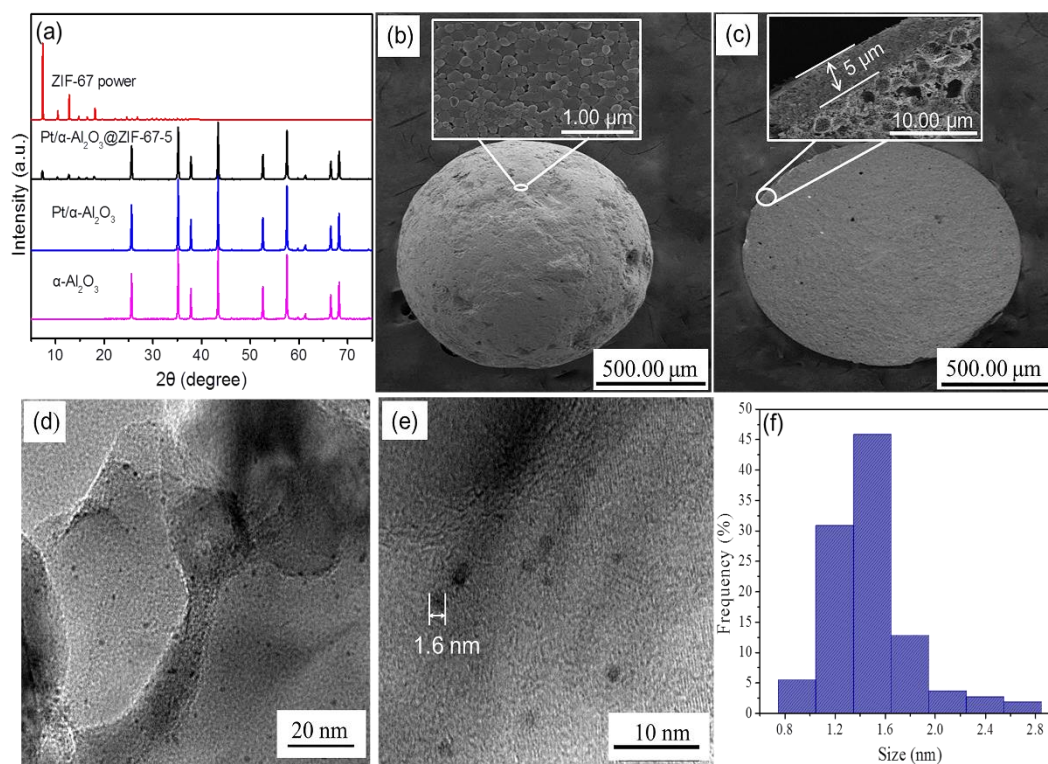 (a)
ZIF-67 power
Pt/α-Al₂O₃@ZIF-67-5
Pt/α-Al₂O₃
α-Al₂O₃
Intensity (a.u.)
10 20 30 40 50 60 70
2θ (degree)
(b)
1.00 μm
500.00 μm
(c)
5 μm
10.00 μm
500.00 μm
(d)
20 nm
(e)
1.6 nm
10 nm
(f)
50
45
40
35
30
25
20
15
10
5
0
Frequency (%)
0.8 1.2 1.6 2.0 2.4 2.8
Size (nm)